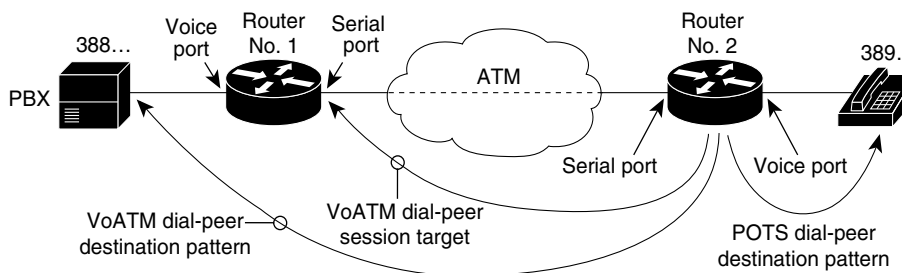 Router
No. 1
Voice
port
Serial
port
388...
PBX
ATM
Router
No. 2
389.
Serial port
Voice port
VoATM dial-peer
destination pattern
VoATM dial-peer
session target
POTS dial-peer
destination pattern